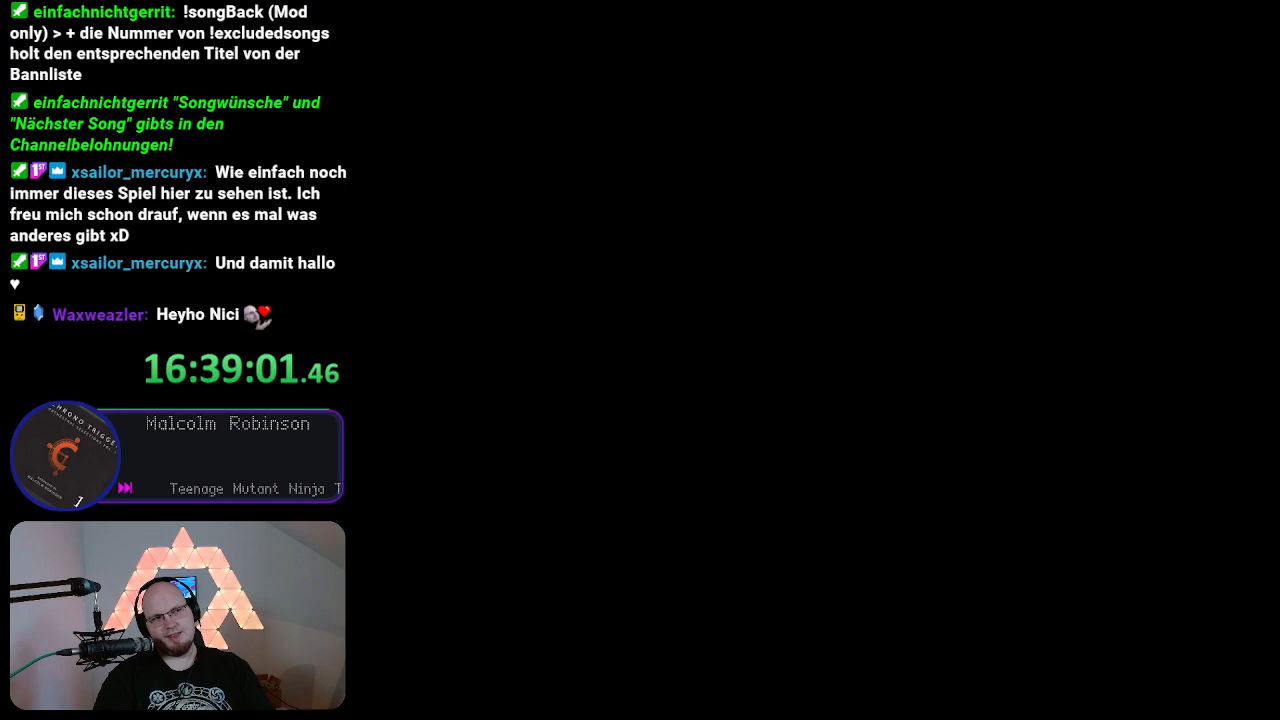 einfachnichtgerrit: !songBack (Mod
only) > + die Nummer von !excludedsongs
holt den entsprechenden Titel von der
Bannliste
einfachnichtgerrit "Songwünsche" und
"Nächster Song" gibts in den
Channelbelohnungen!
xsailor_mercuryx: Wie einfach noch
immer dieses Spiel hier zu sehen ist. Ich
freu mich schon drauf, wenn es mal was
anderes gibt xD
xsailor_mercuryx: Und damit hallo
♥
Waxweazler: Heyho Nici
16:39:01.46
Malcolm Robinson
Teenage Mutant Ninja T